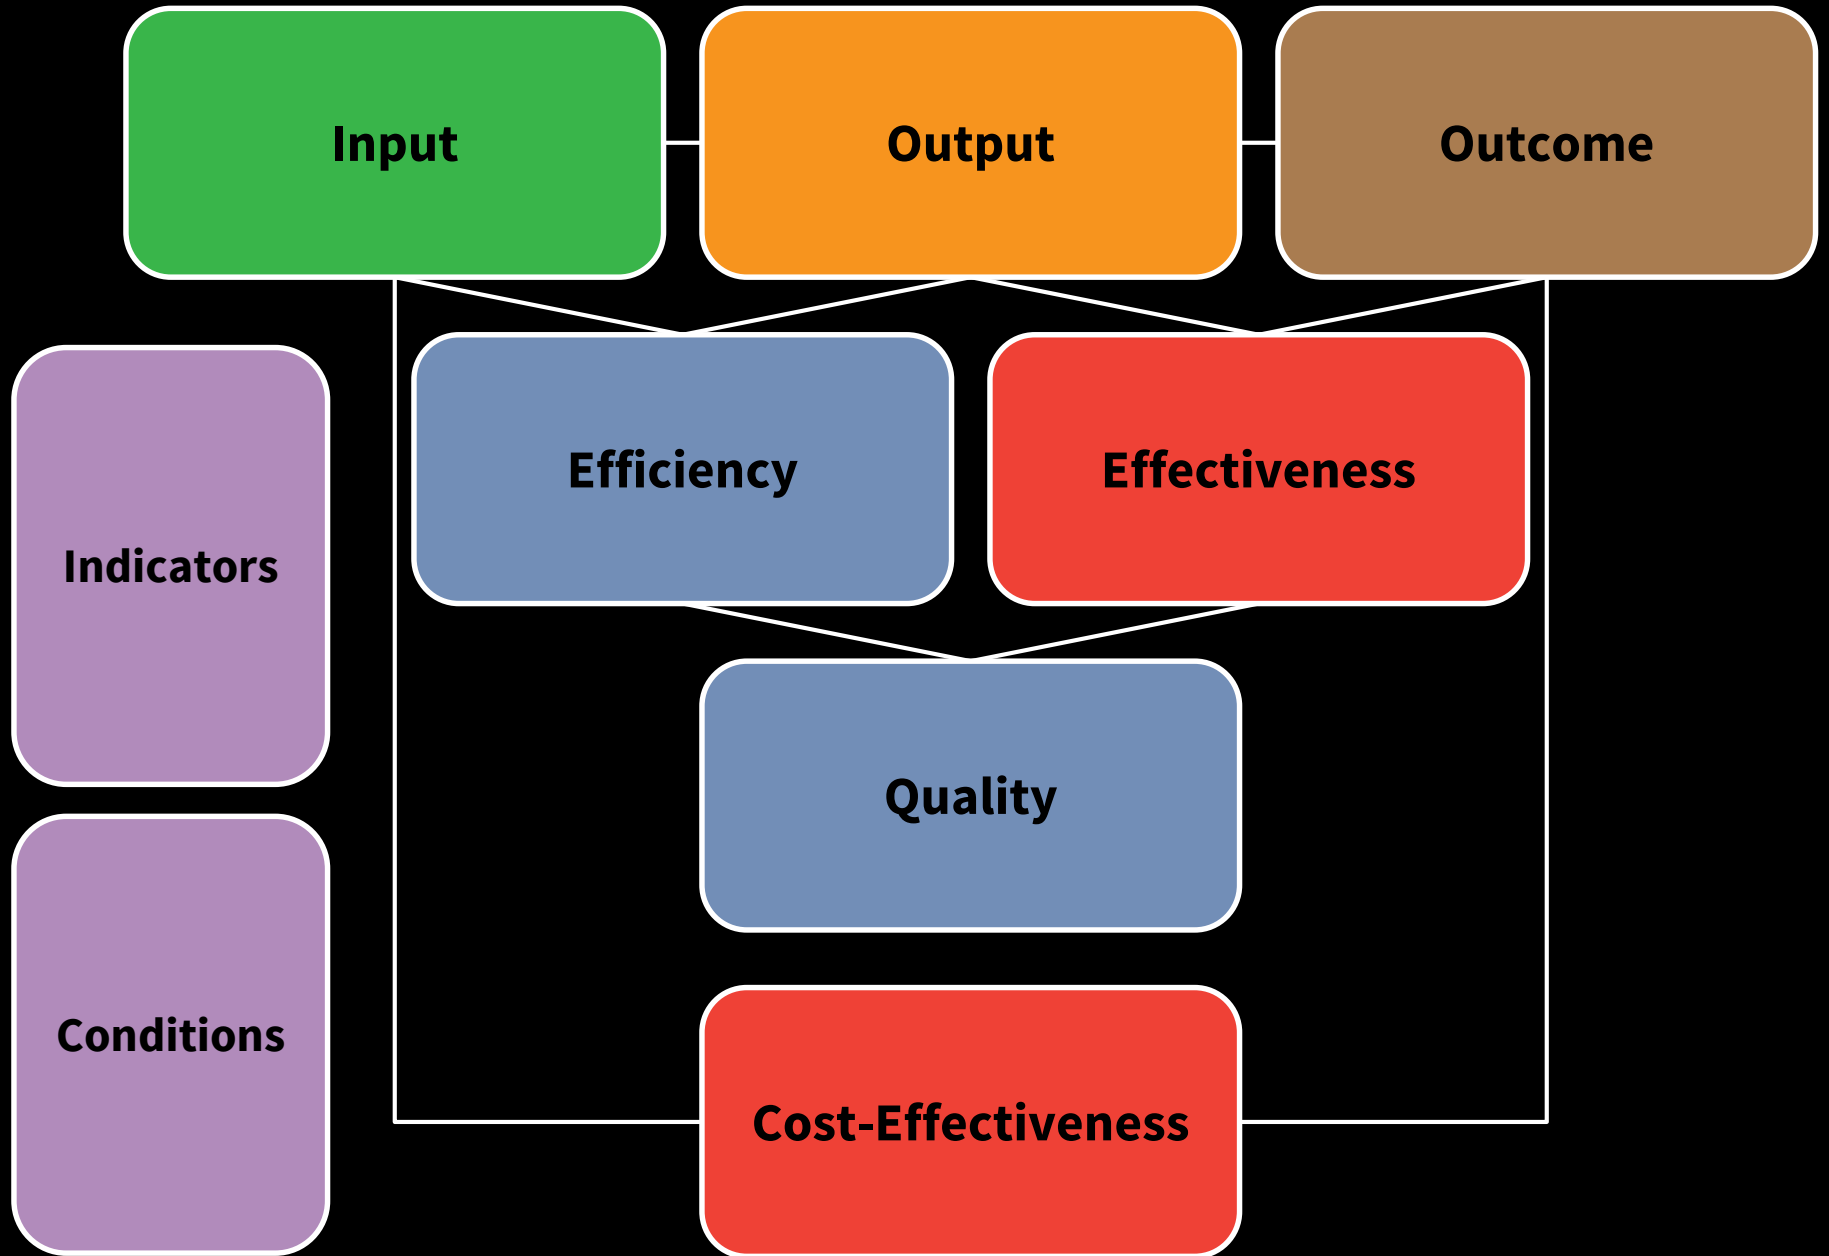 Input
Output
Outcome
Efficiency
Effectiveness
Indicators
Quality
Conditions
Cost-Effectiveness